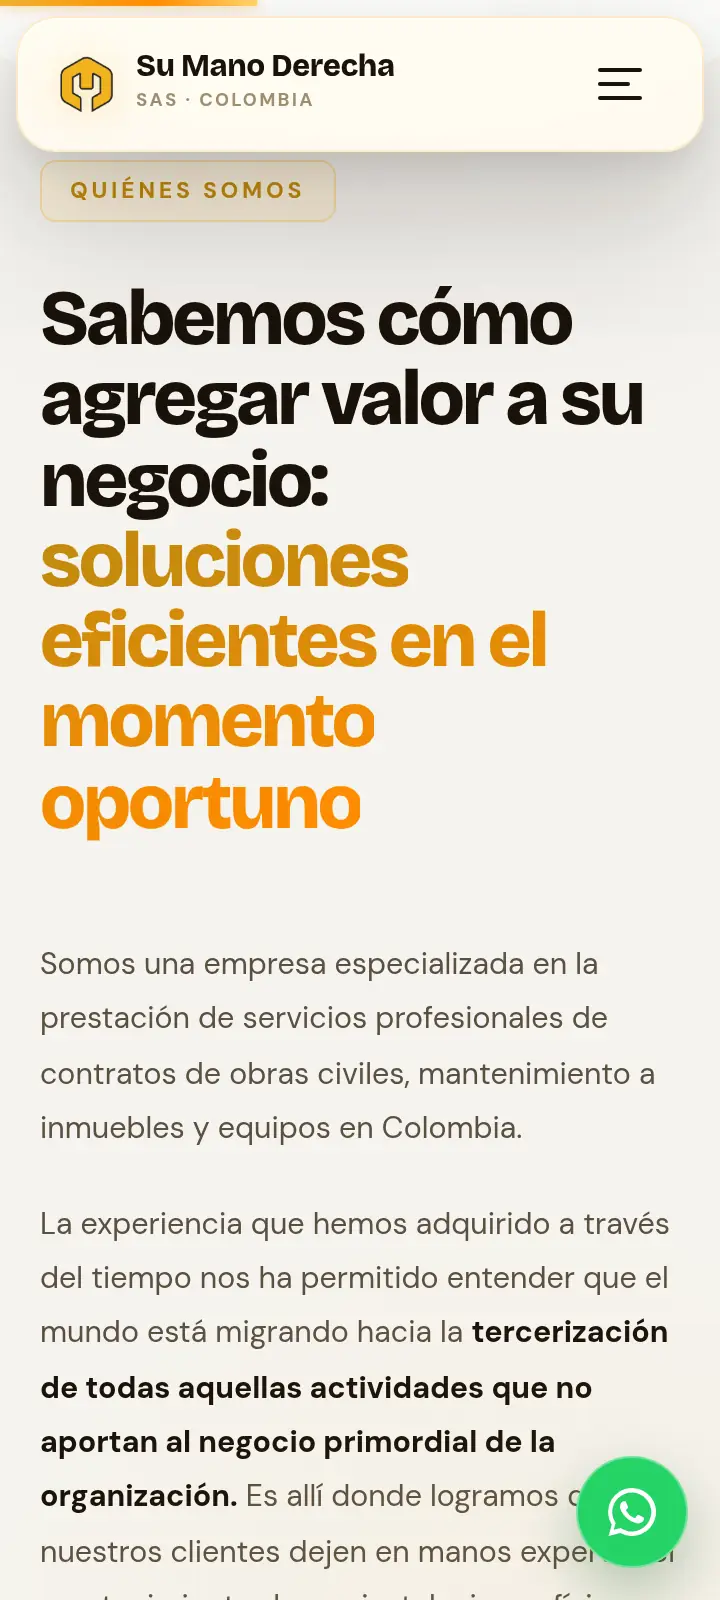 Su Mano Derecha
SAS · COLOMBIA
QUIÉNES SOMOS
Sabemos cómo
agregar valor a su
negocio:
soluciones
eficientes en el
momento
oportuno
Somos una empresa especializada en la
prestación de servicios profesionales de
contratos de obras civiles, mantenimiento a
inmuebles y equipos en Colombia.
La experiencia que hemos adquirido a través
del tiempo nos ha permitido entender que el
mundo está migrando hacia la tercerización
de todas aquellas actividades que no
aportan al negocio primordial de la
organización. Es allí donde logramos
nuestros clientes dejen en manos